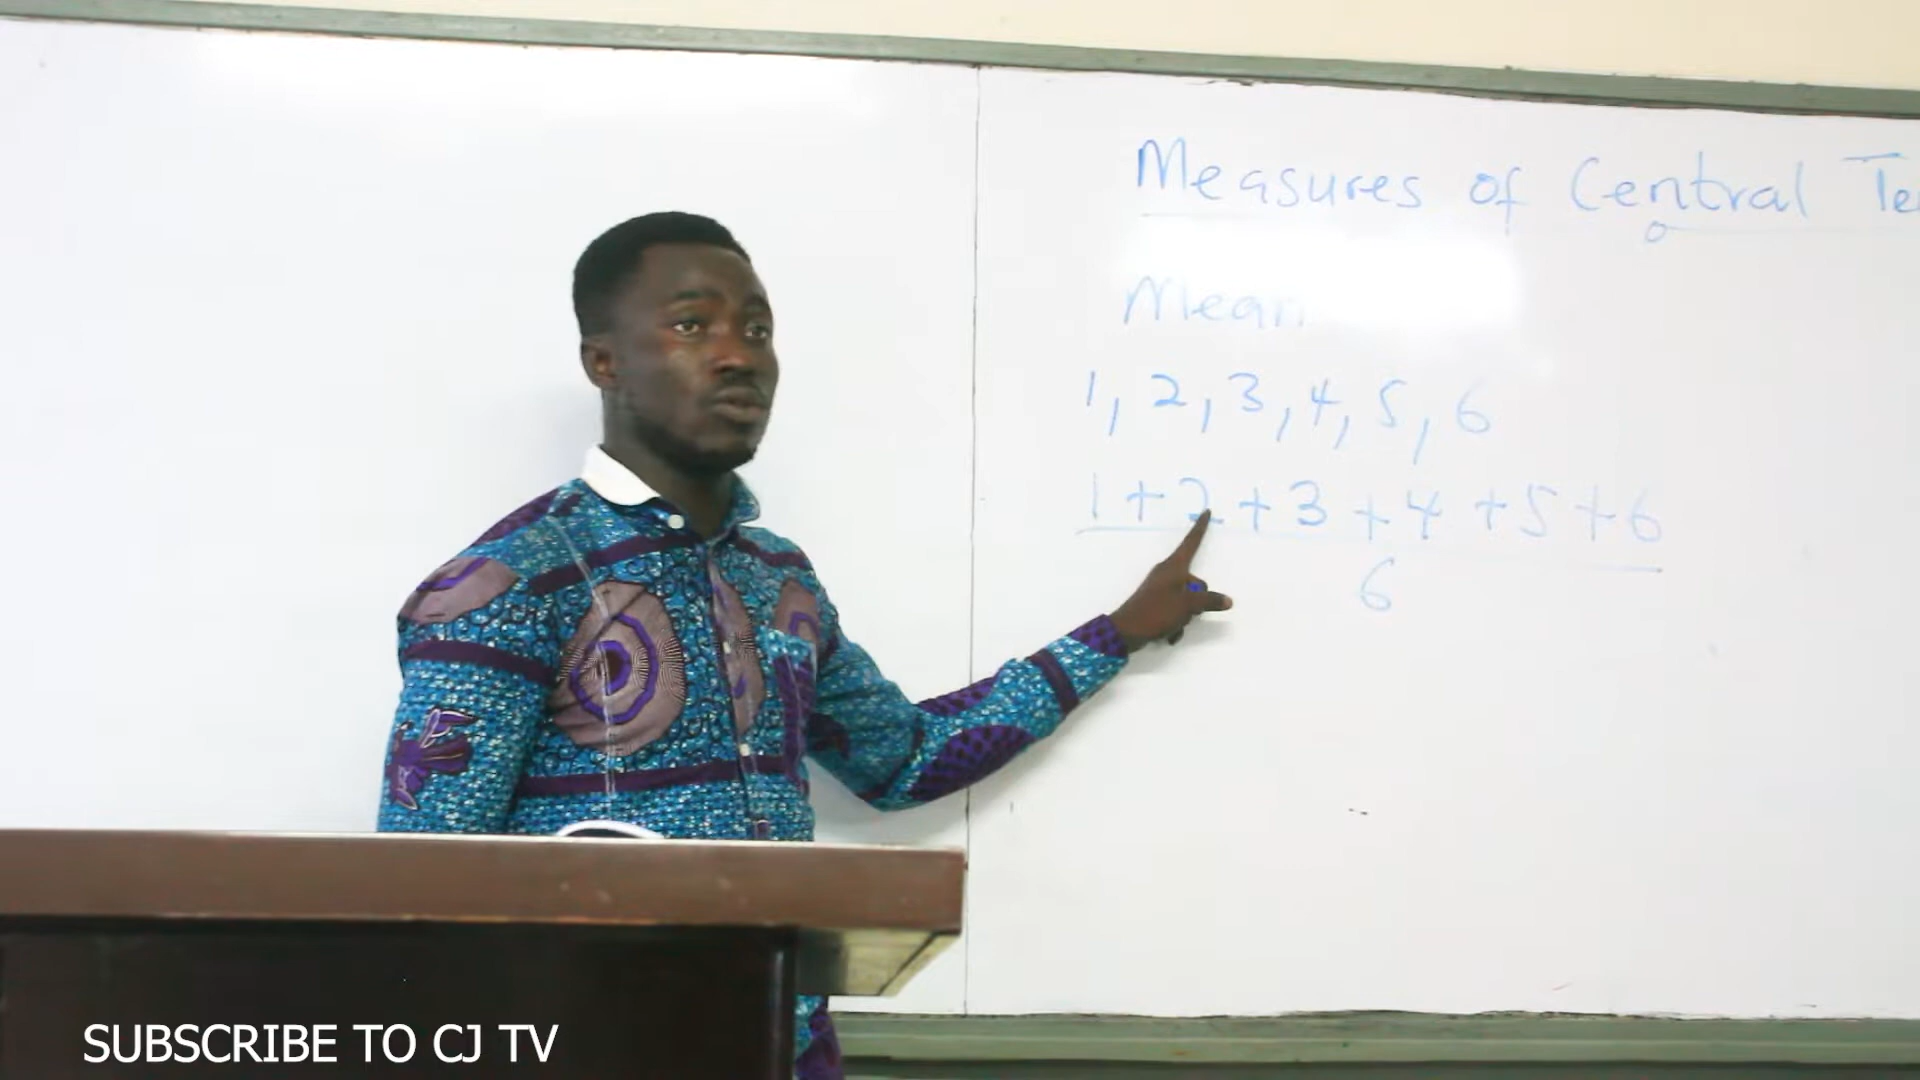 Measures of Central Te
Mean
1, 2, 3, 4, 5, 6
1+2+3+4+5+6
6
SUBSCRIBE TO CJ TV